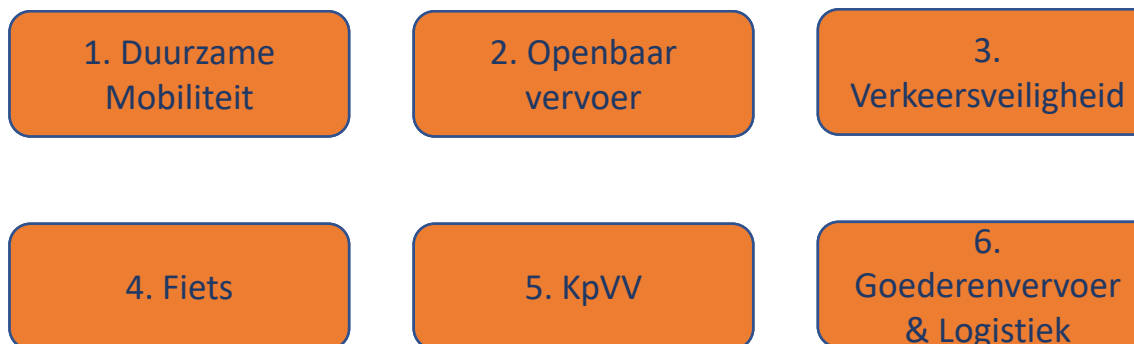 1. Duurzame
Mobiliteit
2. Openbaar
vervoer
3.
Verkeersveiligheid
4. Fiets
5. KpVV
6.
Goederenvervoer
& Logistiek